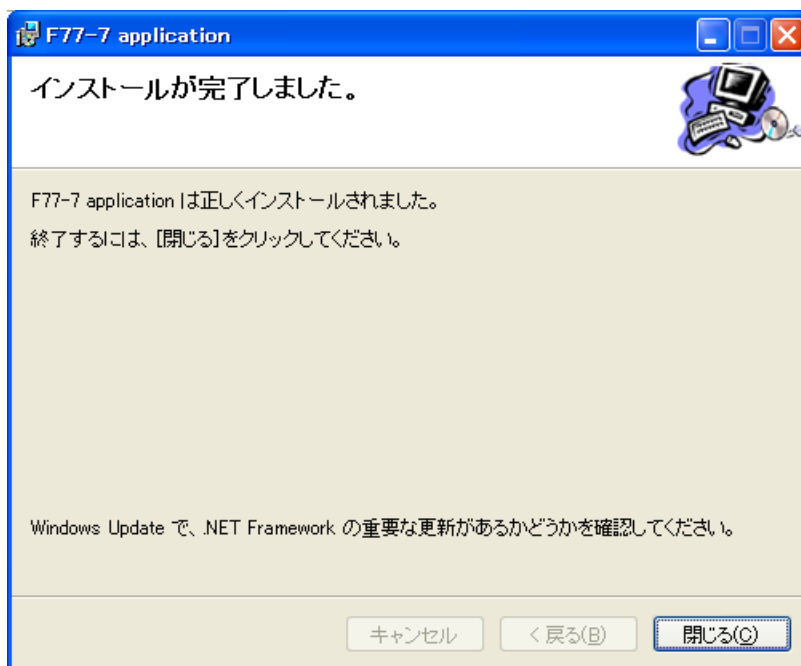 F77-7 application
インストールが完了しました。
F77-7 application は正しくインストールされました。
終了するには、[閉じる]をクリックしてください。
Windows Update で、.NET Framework の重要な更新があるかどうかを確認してください。
キャンセル
< 戻る(B)
閉じる(C)